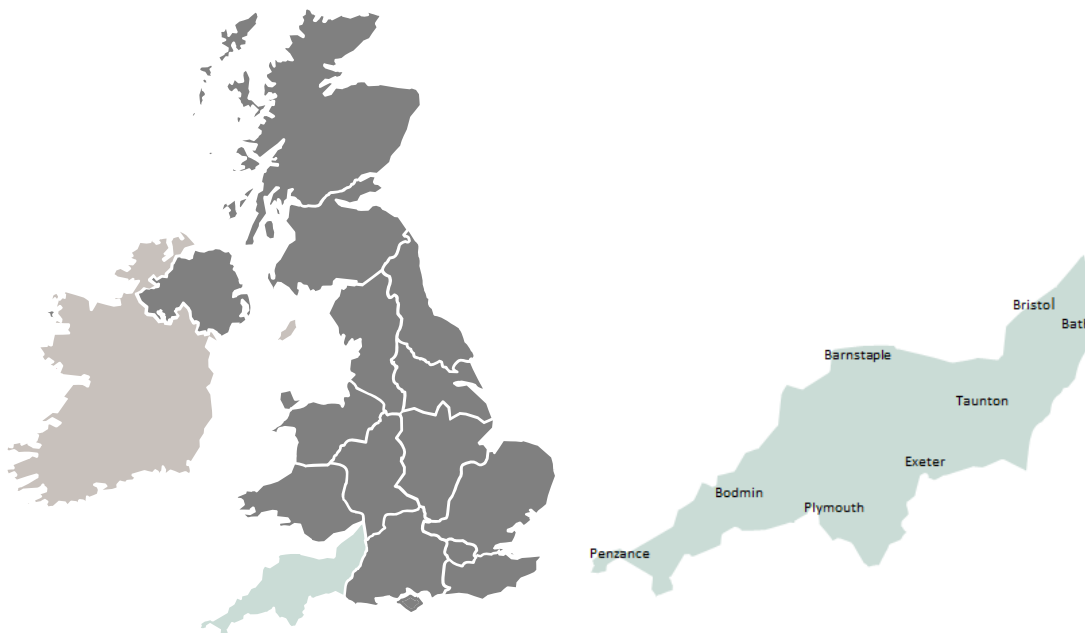 Bristol
Bath
Barnstaple
Taunton
Exeter
Bodmin
Plymouth
Penzance